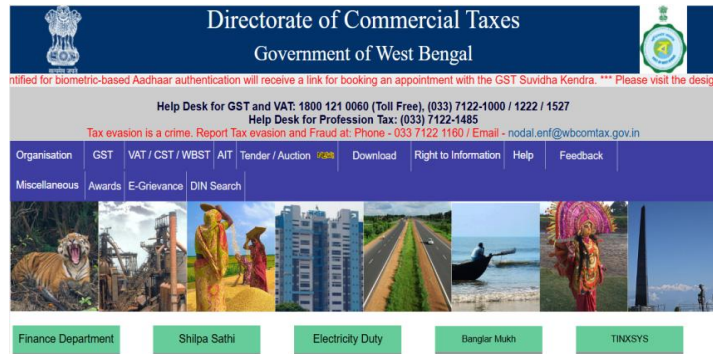 Directorate of Commercial Taxes
Government of West Bengal
सत्यमेव जयते
ntified for biometric-based Aadhaar authentication will receive a link for booking an appointment with the GST Suvidha Kendra. *** Please visit the desig
Help Desk for GST and VAT: 1800 121 0060 (Toll Free), (033) 7122-1000 / 1222 / 1527
Help Desk for Profession Tax: (033) 7122-1485
Tax evasion is a crime. Report Tax evasion and Fraud at: Phone - 033 7122 1160 / Email - nodal.enf@wbcomtax.gov.in
Organisation GST VAT / CST / WBST AIT Tender / Auction NEW Download Right to Information Help Feedback
Miscellaneous Awards E-Grievance DIN Search
Finance Department Shilpa Sathi Electricity Duty Banglar Mukh TINXSYS